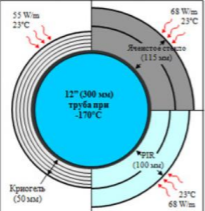 55 W/m
23°C
68 W/m
23°C
Ячеистое стекло
(115 мм)
12" (300 мм)
труба при
-170°C
PIR
(100 мм)
Криогель
(50 мм)
23°C
68 W/m